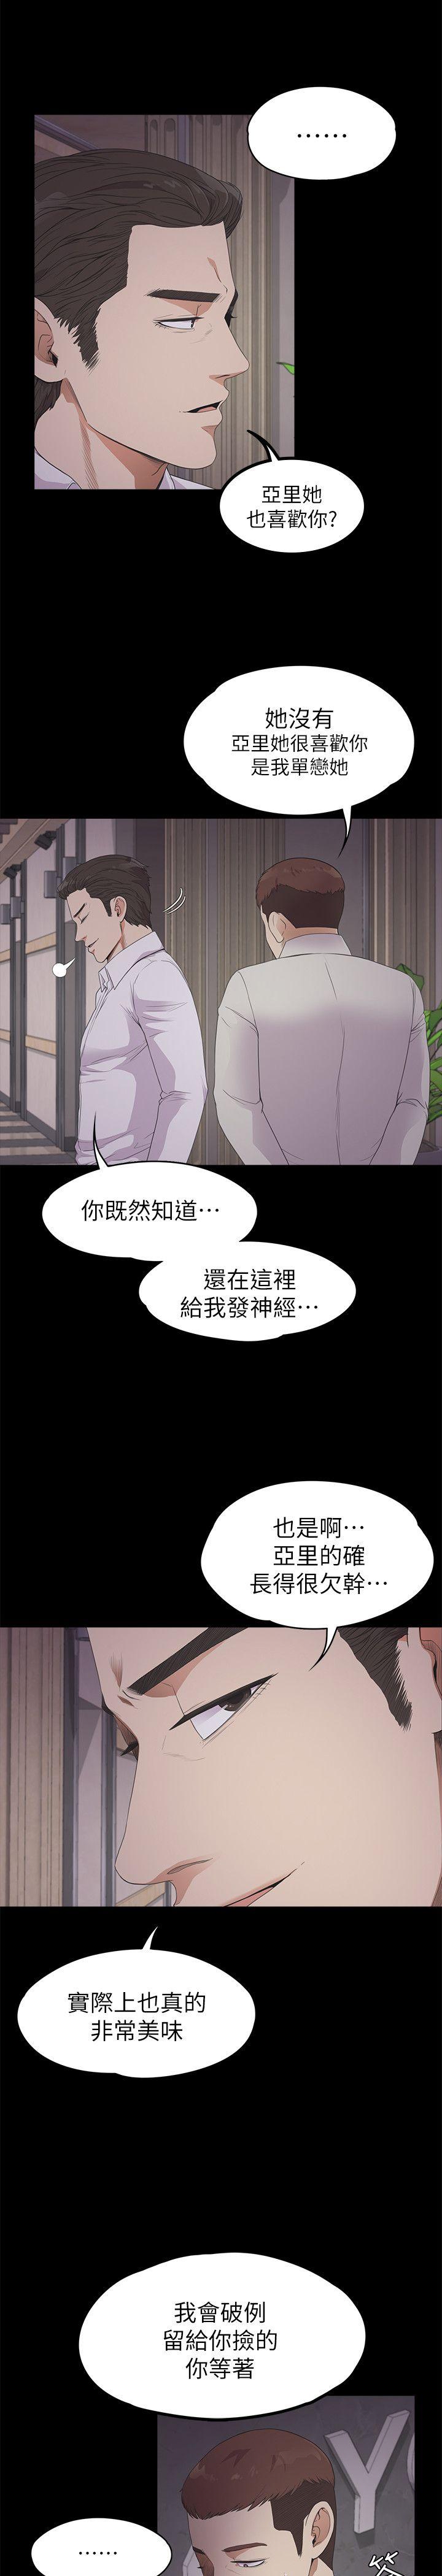 ……
亞里她
也喜歡你?
她沒有
亞里她很喜歡你
是我單戀她
你既然知道…
還在這裡
給我發神經…
也是啊…
亞里的確
長得很欠幹…
實際上也真的
非常美味
我會破例
留給你撿的
你等著
Y
……